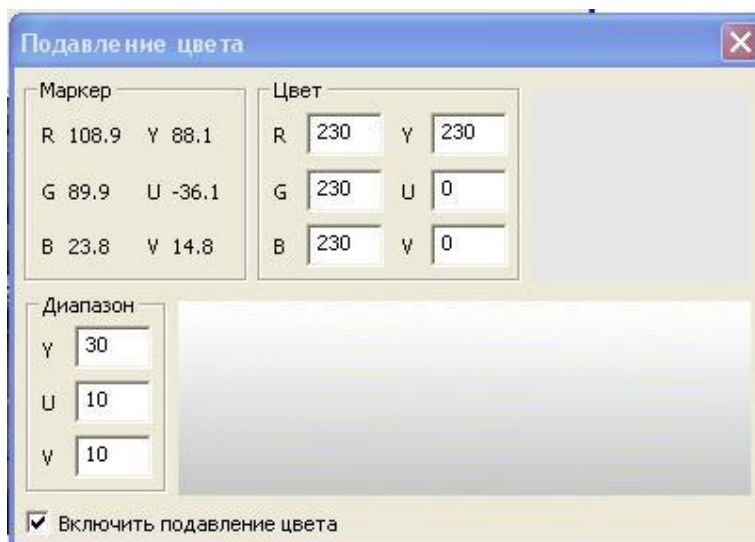 Подавление цвета
Маркер
R 108.9 Y 88.1
G 89.9 U -36.1
B 23.8 V 14.8
Цвет
R 230 Y 230
G 230 U 0
B 230 V 0
Диапазон
Y 30
U 10
V 10
Включить подавление цвета